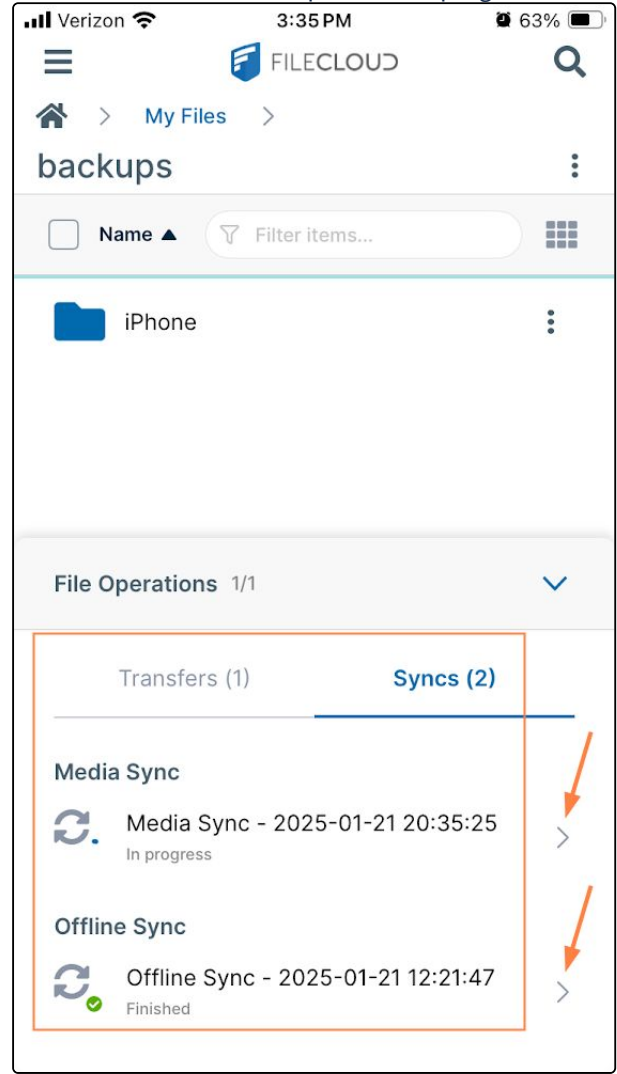 Verizon 3:35 PM 63%
FILECLOUD
> My Files >
backups
Name ▲ Filter items...
iPhone
File Operations 1/1
Transfers (1) Syncs (2)
Media Sync
Media Sync - 2025-01-21 20:35:25
In progress
Offline Sync
Offline Sync - 2025-01-21 12:21:47
Finished